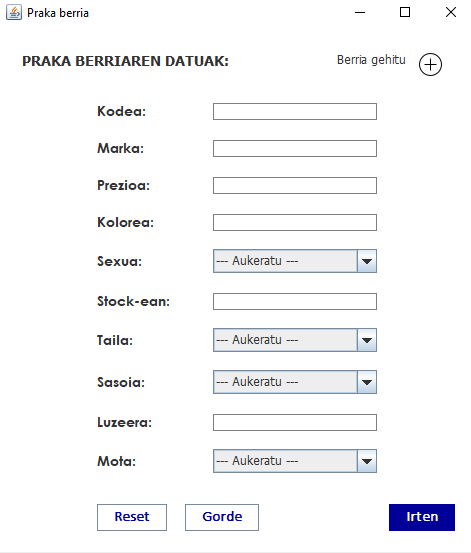 Praka berria
PRAKA BERRIAREN DATUAK:
Berria gehitu
Kodea:
Marka:
Prezioa:
Kolorea:
Sexua: --- Aukeratu ---
Stock-ean:
Taila: --- Aukeratu ---
Sasoia: --- Aukeratu ---
Luzeera:
Mota: --- Aukeratu ---
Reset Gorde Irten